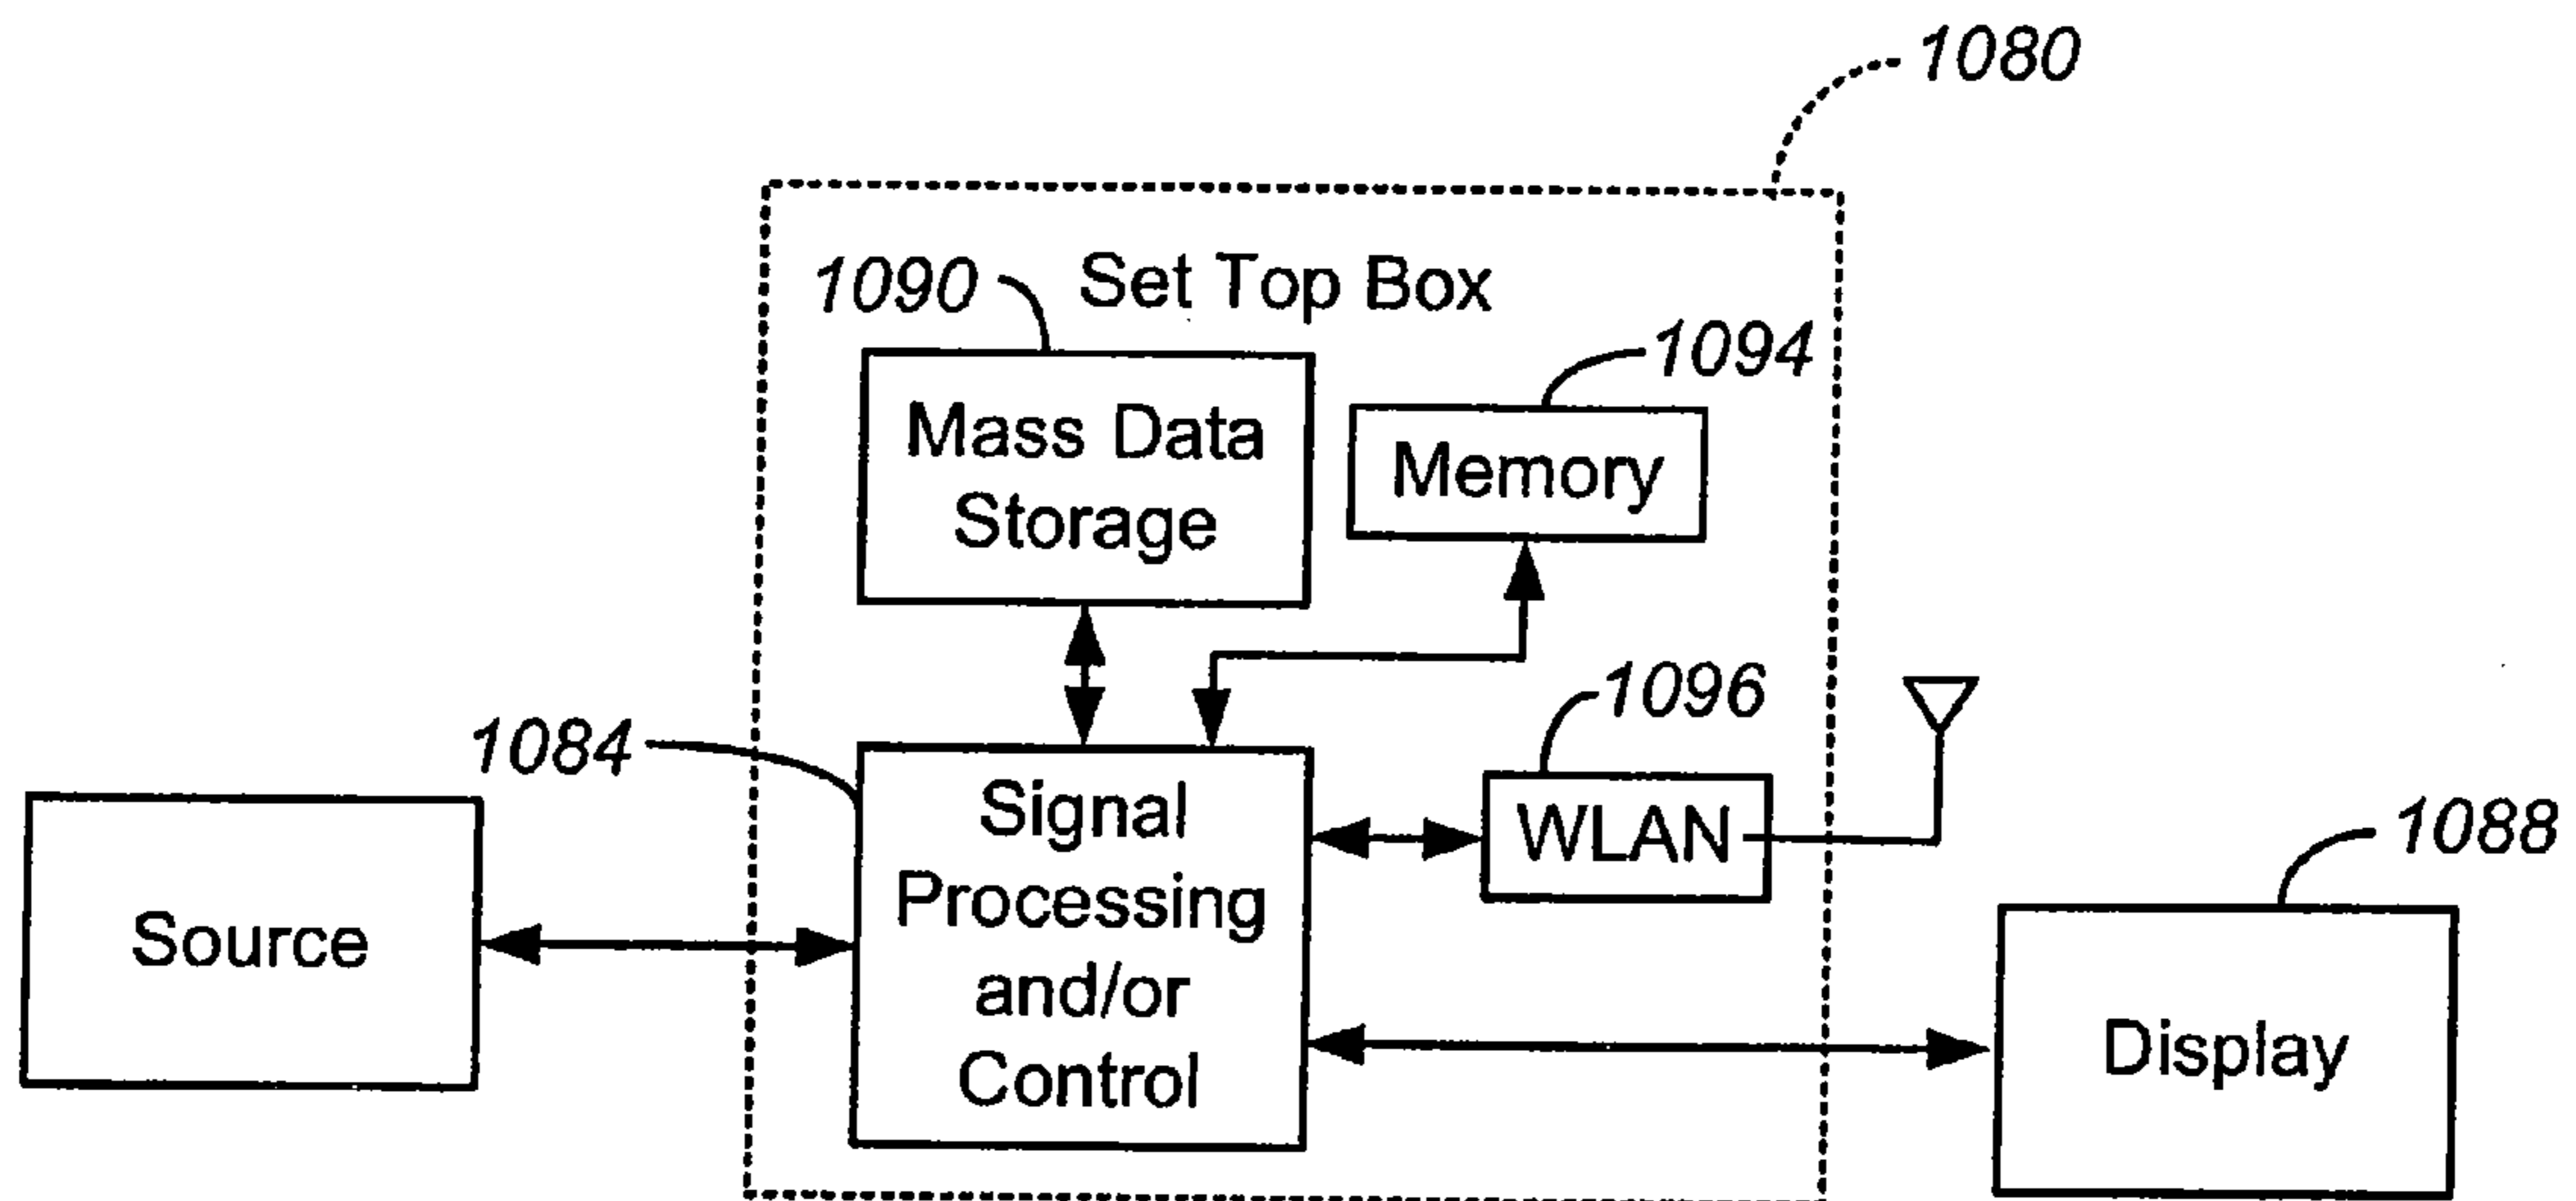 1080
1090
Set Top Box
1094
Mass Data
Storage
Memory
1096
1084
Signal
Processing
and/or
Control
WLAN
1088
Source
Display